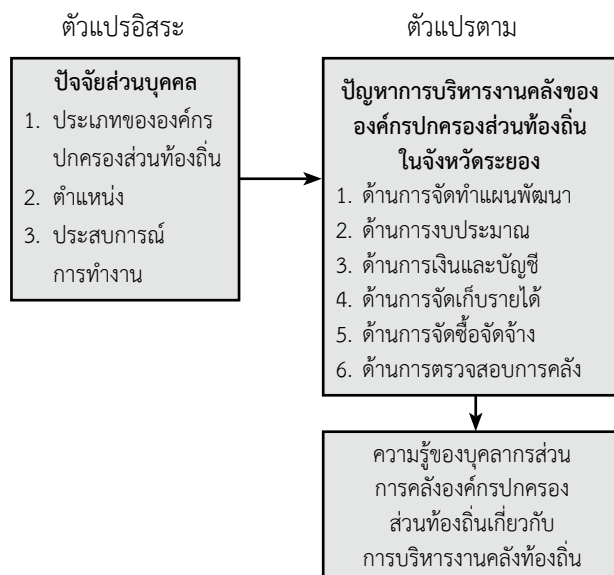 ตัวแปรอิสระ
ปัจจัยส่วนบุคคล
1. ประเภทขององค์กร
ปกครองส่วนท้องถิ่น
2. ตำแหน่ง
3. ประสบการณ์
การทำงาน
ตัวแปรตาม
ปัญหาการบริหารงานคลังของ
องค์กรปกครองส่วนท้องถิ่น
ในจังหวัดระยอง
1. ด้านการจัดทำแผนพัฒนา
2. ด้านการงบประมาณ
3. ด้านการเงินและบัญชี
4. ด้านการจัดเก็บรายได้
5. ด้านการจัดซื้อจัดจ้าง
6. ด้านการตรวจสอบการคลัง
ความรู้ของบุคลากรส่วน
การคลังองค์กรปกครอง
ส่วนท้องถิ่นเกี่ยวกับ
การบริหารงานคลังท้องถิ่น